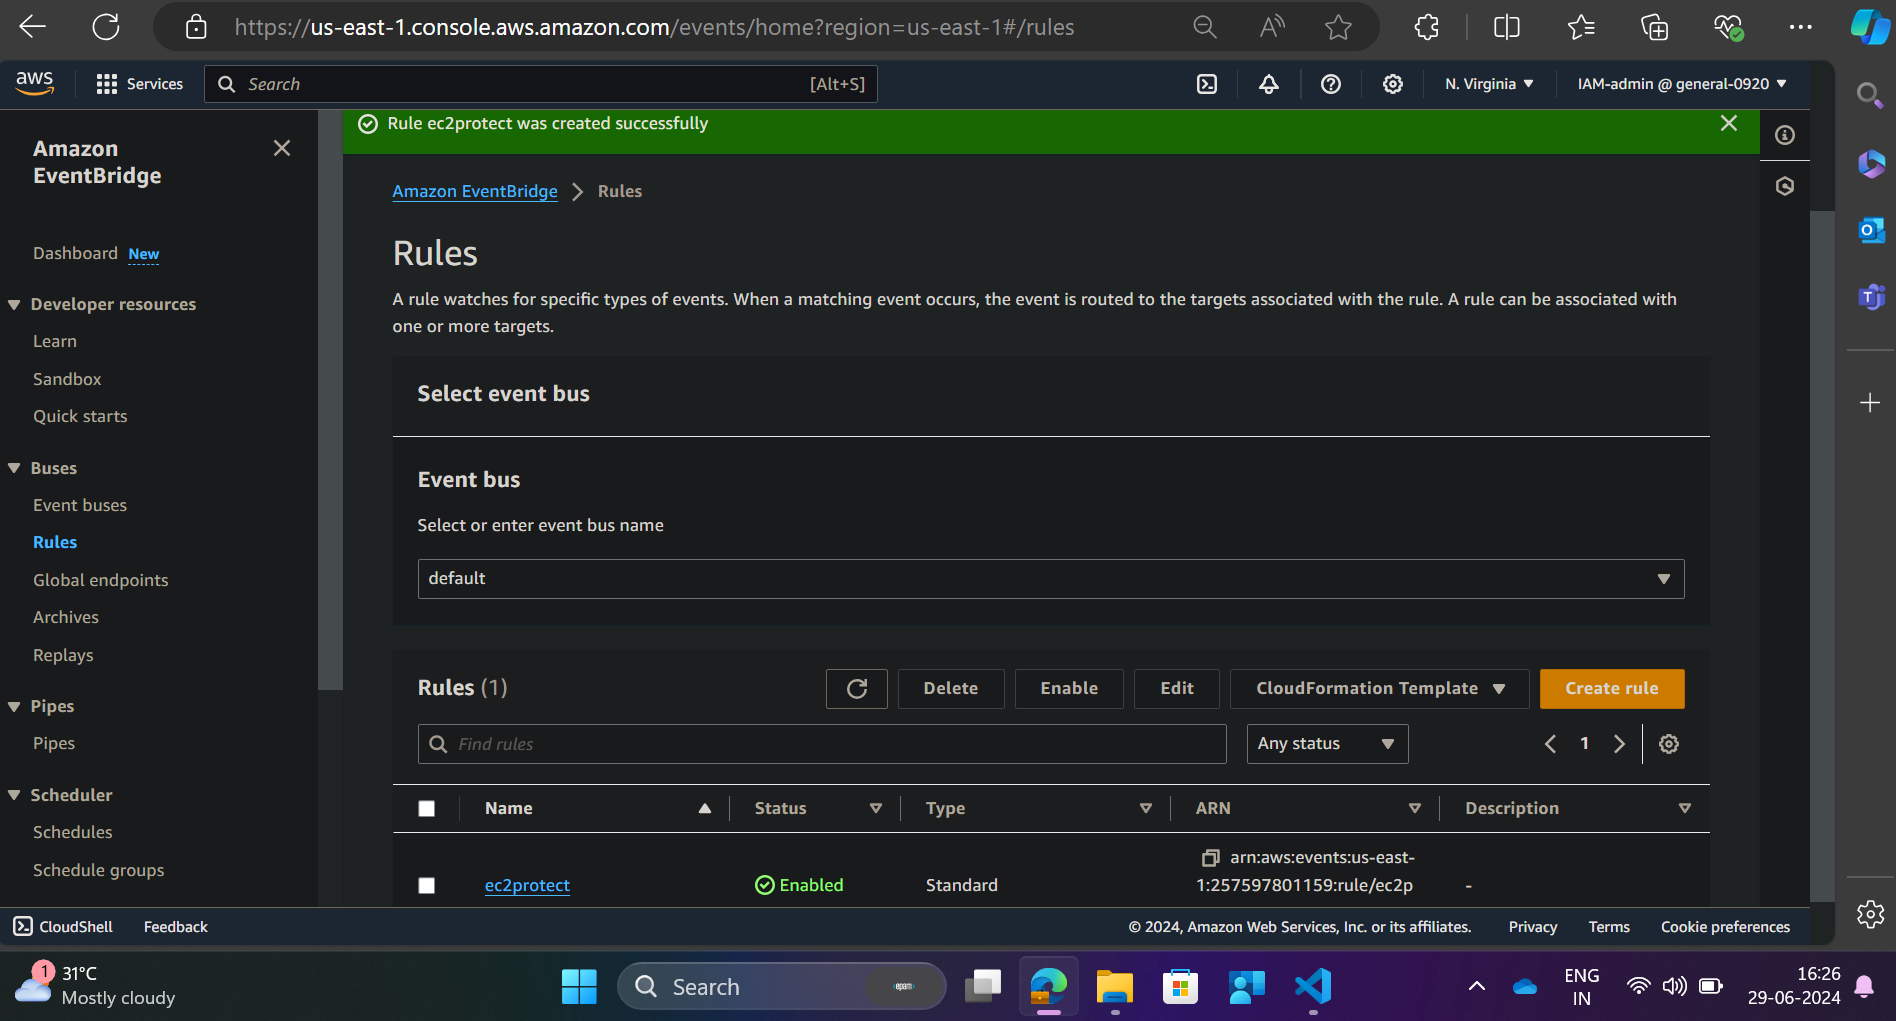 https://us-east-1.console.aws.amazon.com/events/home?region=us-east-1#/rules
aws
Services
Search
[Alt+S]
N. Virginia
IAM-admin @ general-0920
Amazon
EventBridge
Dashboard New
Developer resources
Learn
Sandbox
Quick starts
Buses
Event buses
Rules
Global endpoints
Archives
Replays
Pipes
Pipes
Scheduler
Schedules
Schedule groups
Rule ec2protect was created successfully
Amazon EventBridge
Rules
Rules
A rule watches for specific types of events. When a matching event occurs, the event is routed to the targets associated with the rule. A rule can be associated with
one or more targets.
Select event bus
Event bus
Select or enter event bus name
default
Rules (1)
Delete
Enable
Edit
CloudFormation Template
Create rule
Find rules
Any status
1
Name
Status
Type
ARN
Description
ec2protect
Enabled
Standard
arn:aws:events:us-east-
1:257597801159:rule/ec2p
-
CloudShell
Feedback
© 2024, Amazon Web Services, Inc. or its affiliates.
Privacy
Terms
Cookie preferences
1
31°C
Mostly cloudy
Search
epam
ENG
IN
16:26
29-06-2024